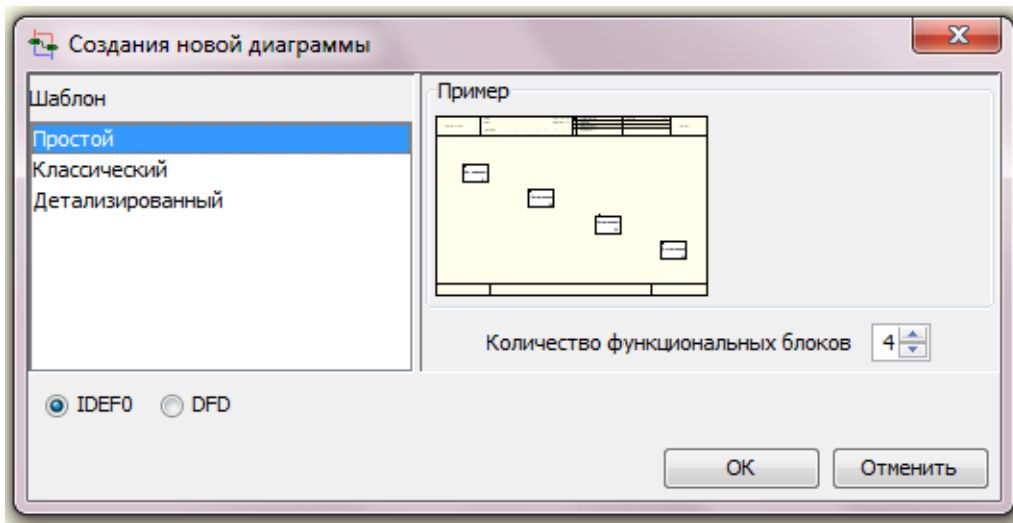 Создания новой диаграммы
Шаблон
Простой
Классический
Детализированный
Пример
Количество функциональных блоков 4
IDEF0 DFD
OK Отменить